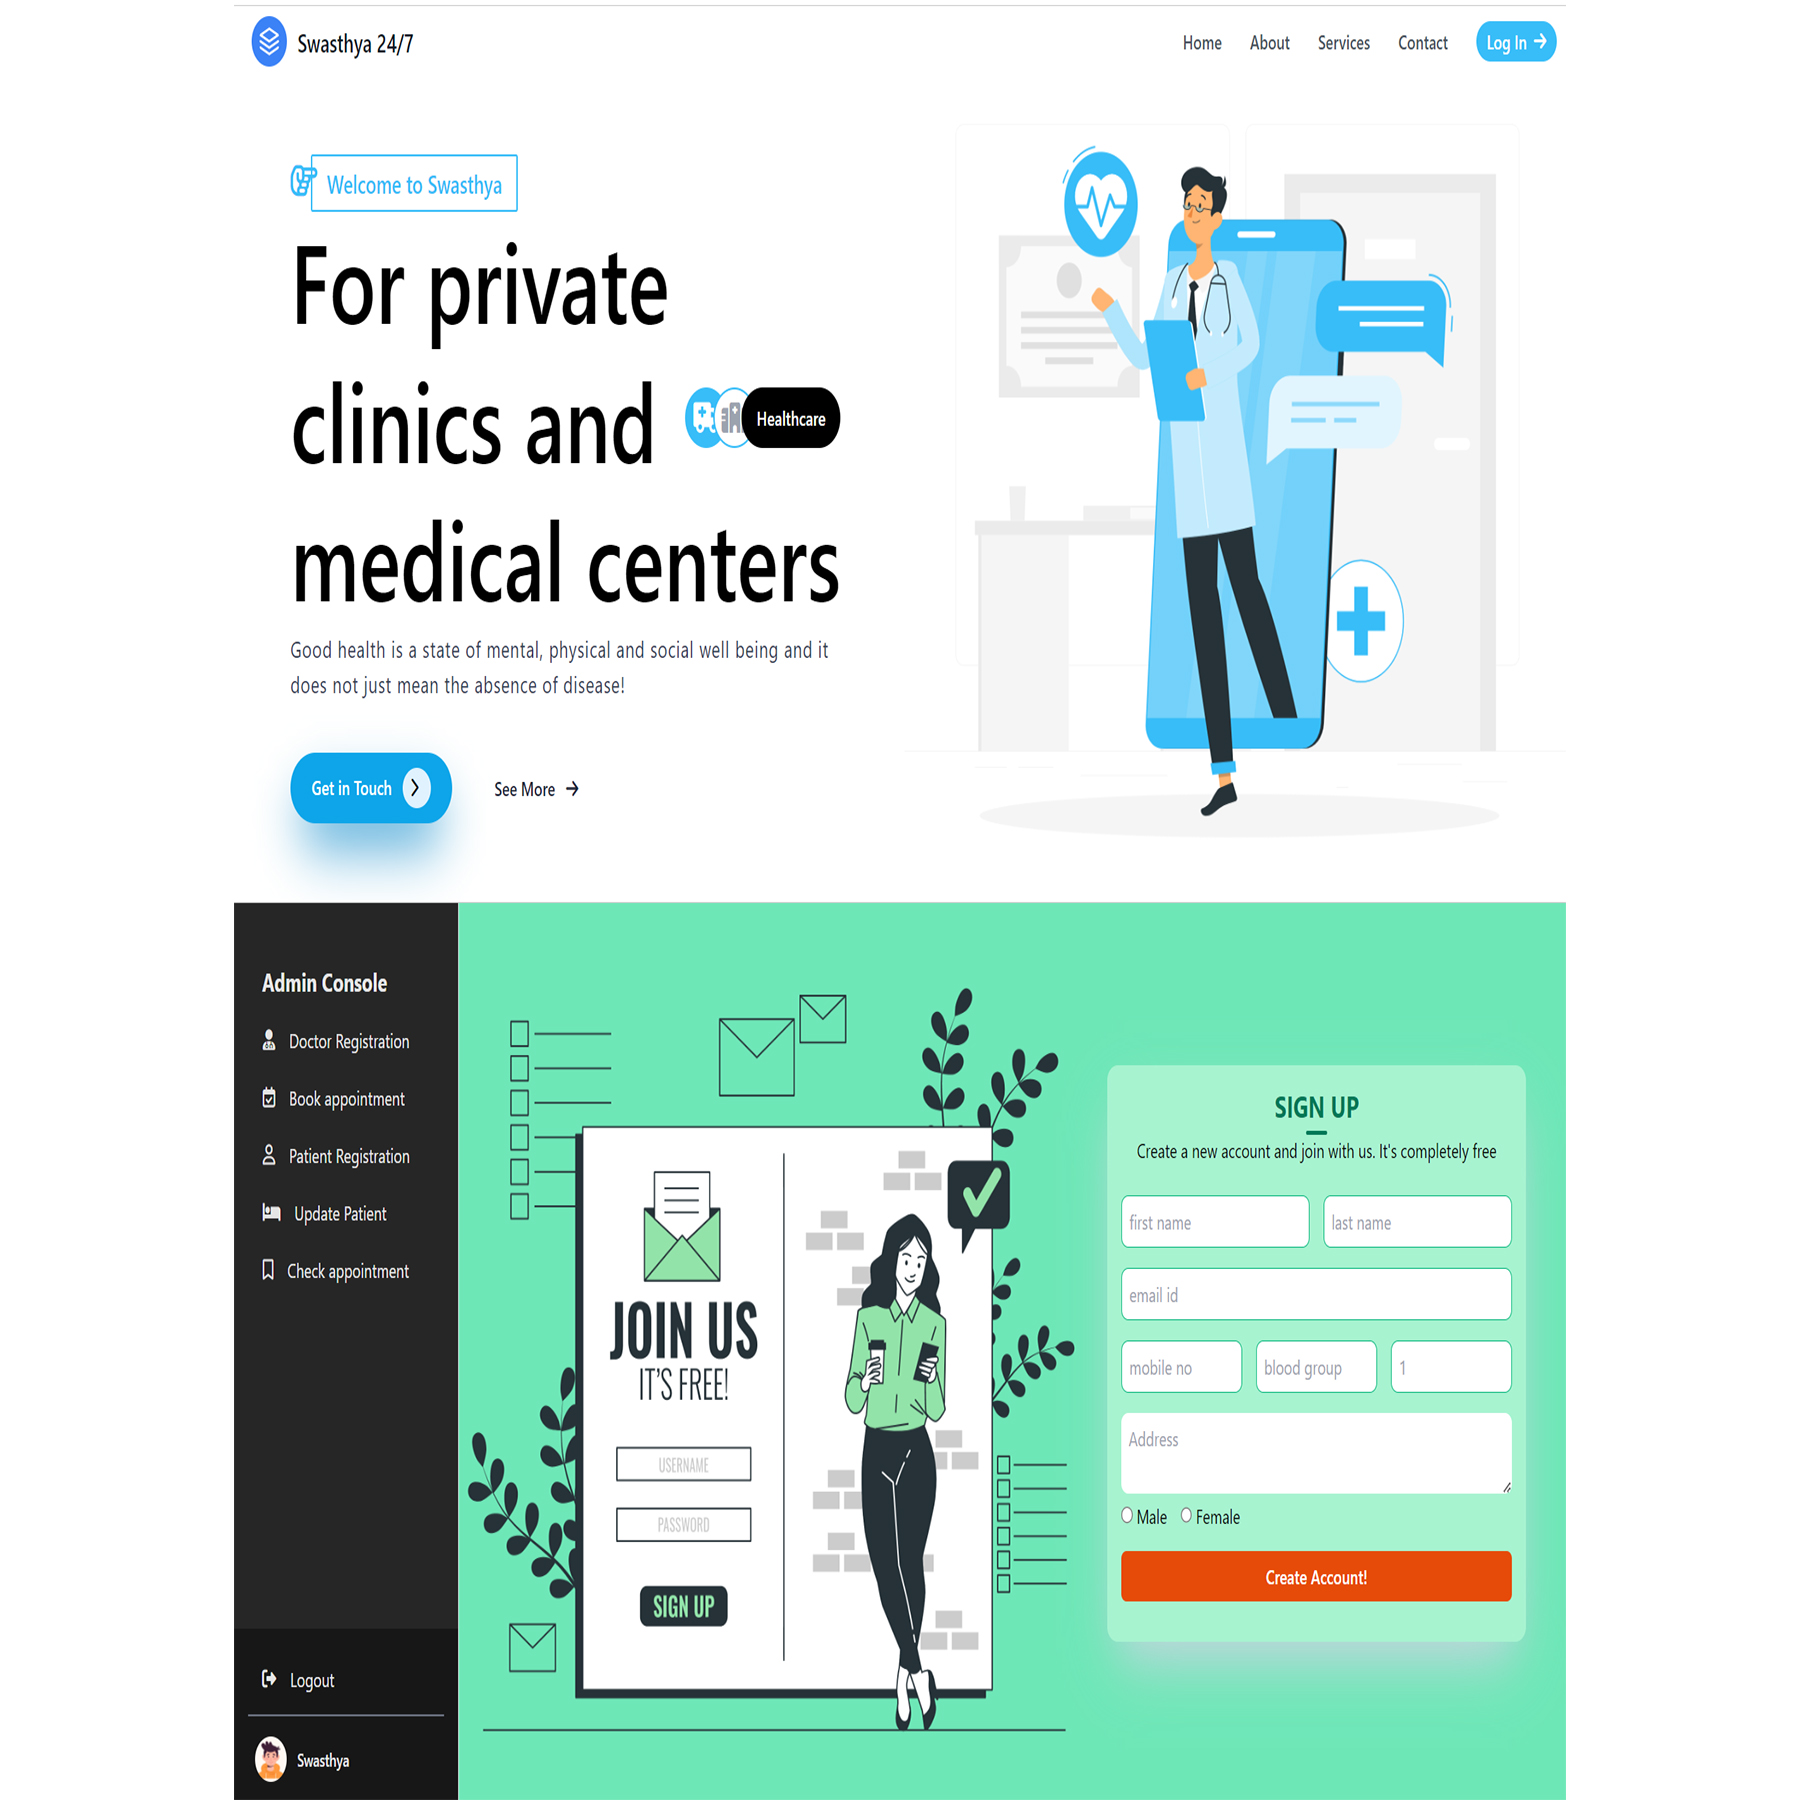 Swasthya 24/7
Home About Services Contact Log In
Welcome to Swasthya
For private
clinics and
Healthcare
medical centers
Good health is a state of mental, physical and social well being and it
does not just mean the absence of disease!
Get in Touch
See More
Admin Console
Doctor Registration
Book appointment
Patient Registration
Update Patient
Check appointment
Logout
Swasthya
JOIN US
IT'S FREE!
USERNAME
PASSWORD
SIGN UP
SIGN UP
Create a new account and join with us. It's completely free
first name last name
email id
mobile no blood group 1
Address
Male Female
Create Account!